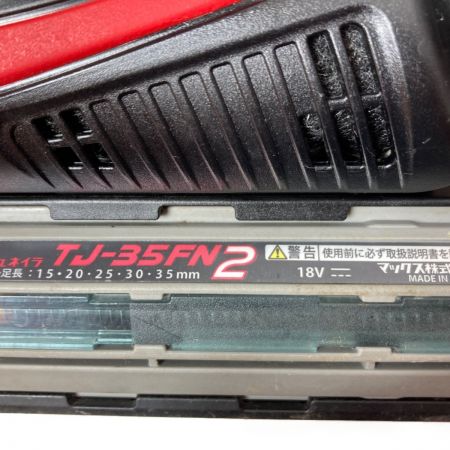 ュネイラ TJ-35FN2 ⚠警告 使用前に必ず取扱説明書を
足長：15・20・25・30・35mm 18V ⎓ マックス株式
MADE IN